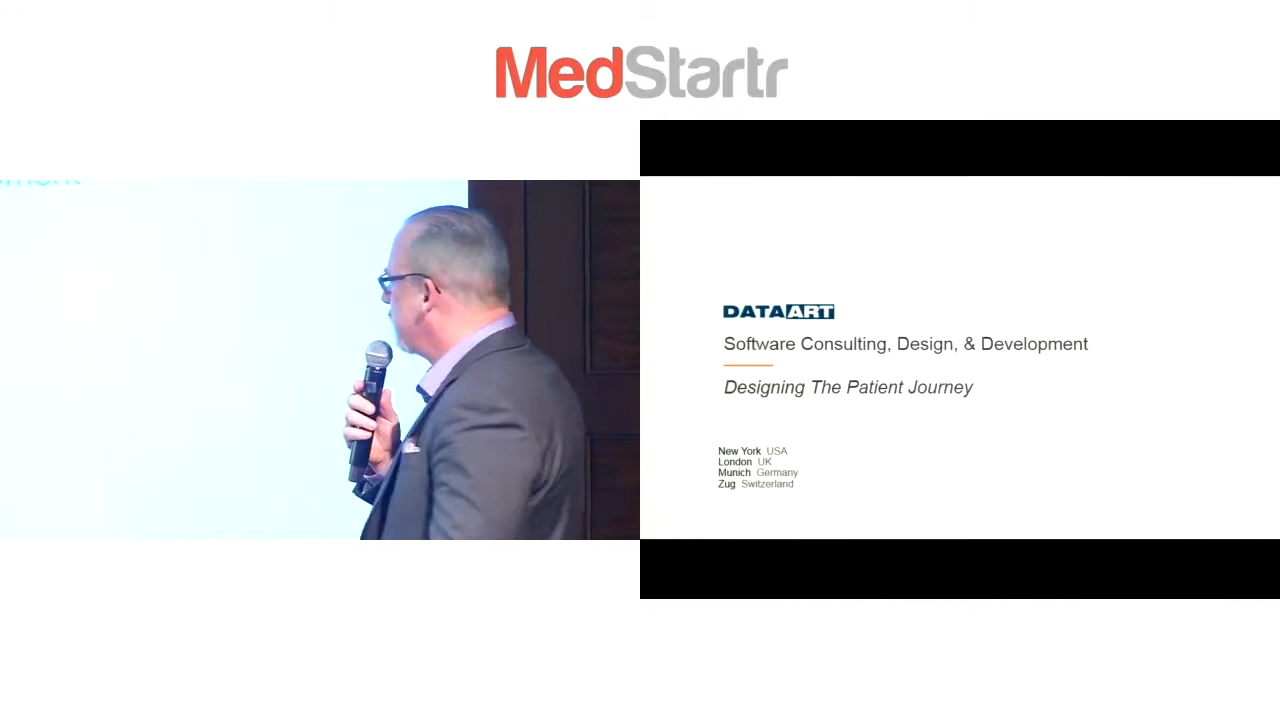 MedStartr
DATAART
Software Consulting, Design, & Development
Designing The Patient Journey
New York USA
London UK
Munich Germany
Zug Switzerland